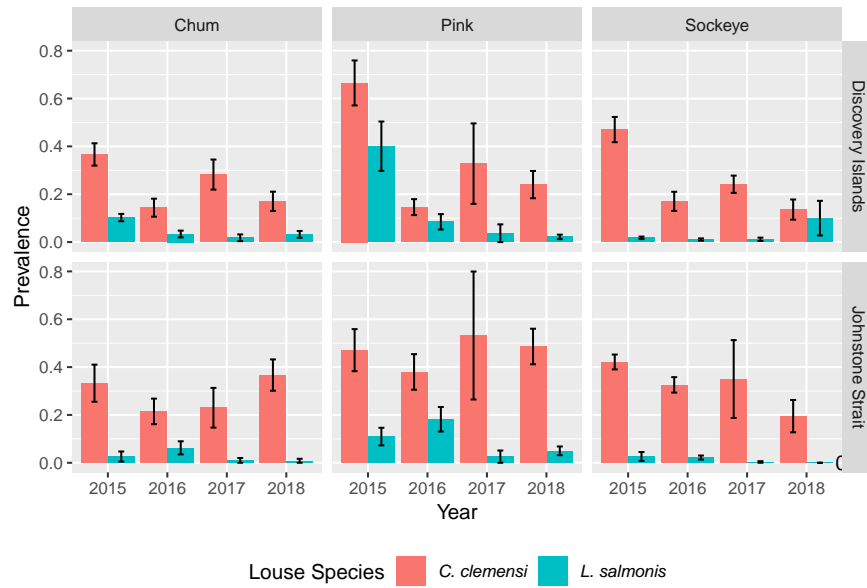 Chum Pink Sockeye
0.8
0.6
0.4
0.2
0.0
Discovery Islands
0.8
0.6
0.4
0.2
0.0
Johnstone Strait
Prevalence
2015 2016 2017 2018 2015 2016 2017 2018 2015 2016 2017 2018
Year
Louse Species C. clemensi L. salmonis